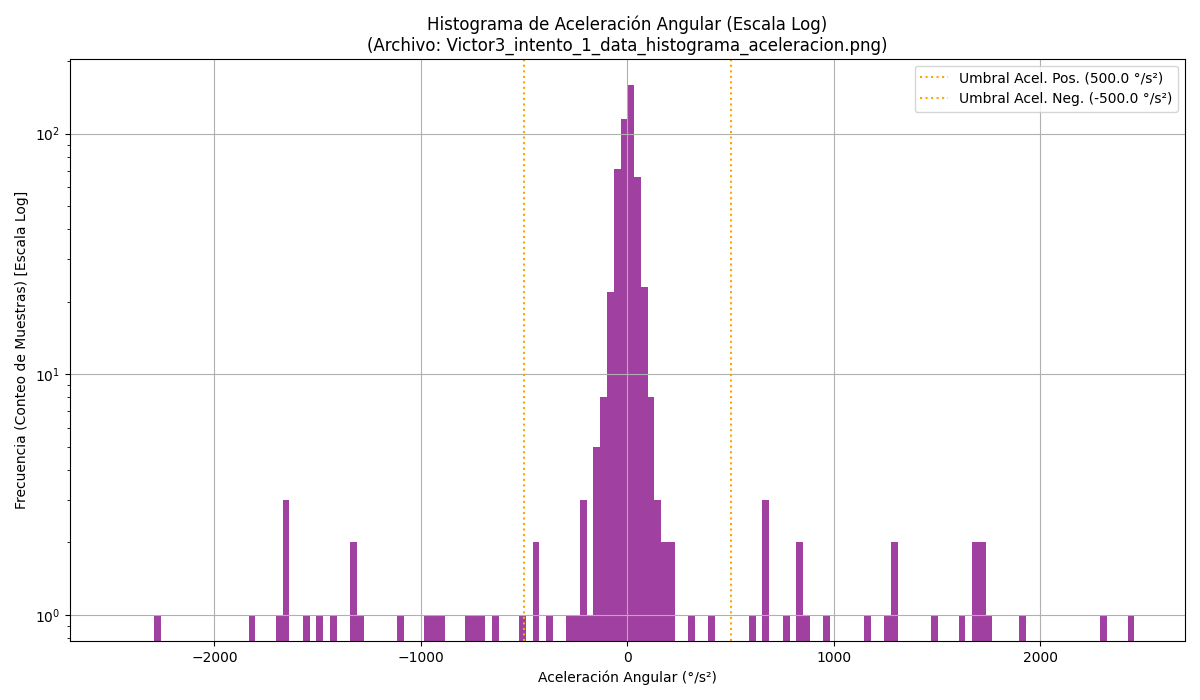 Histograma de Aceleración Angular (Escala Log)
(Archivo: Victor3_intento_1_data_histograma_aceleracion.png)
Umbral Acel. Pos. (500.0 °/s²)
Umbral Acel. Neg. (-500.0 °/s²)
Frecuencia (Conteo de Muestras) [Escala Log]
10²
10¹
10⁰
−2000 −1000 0 1000 2000
Aceleración Angular (°/s²)